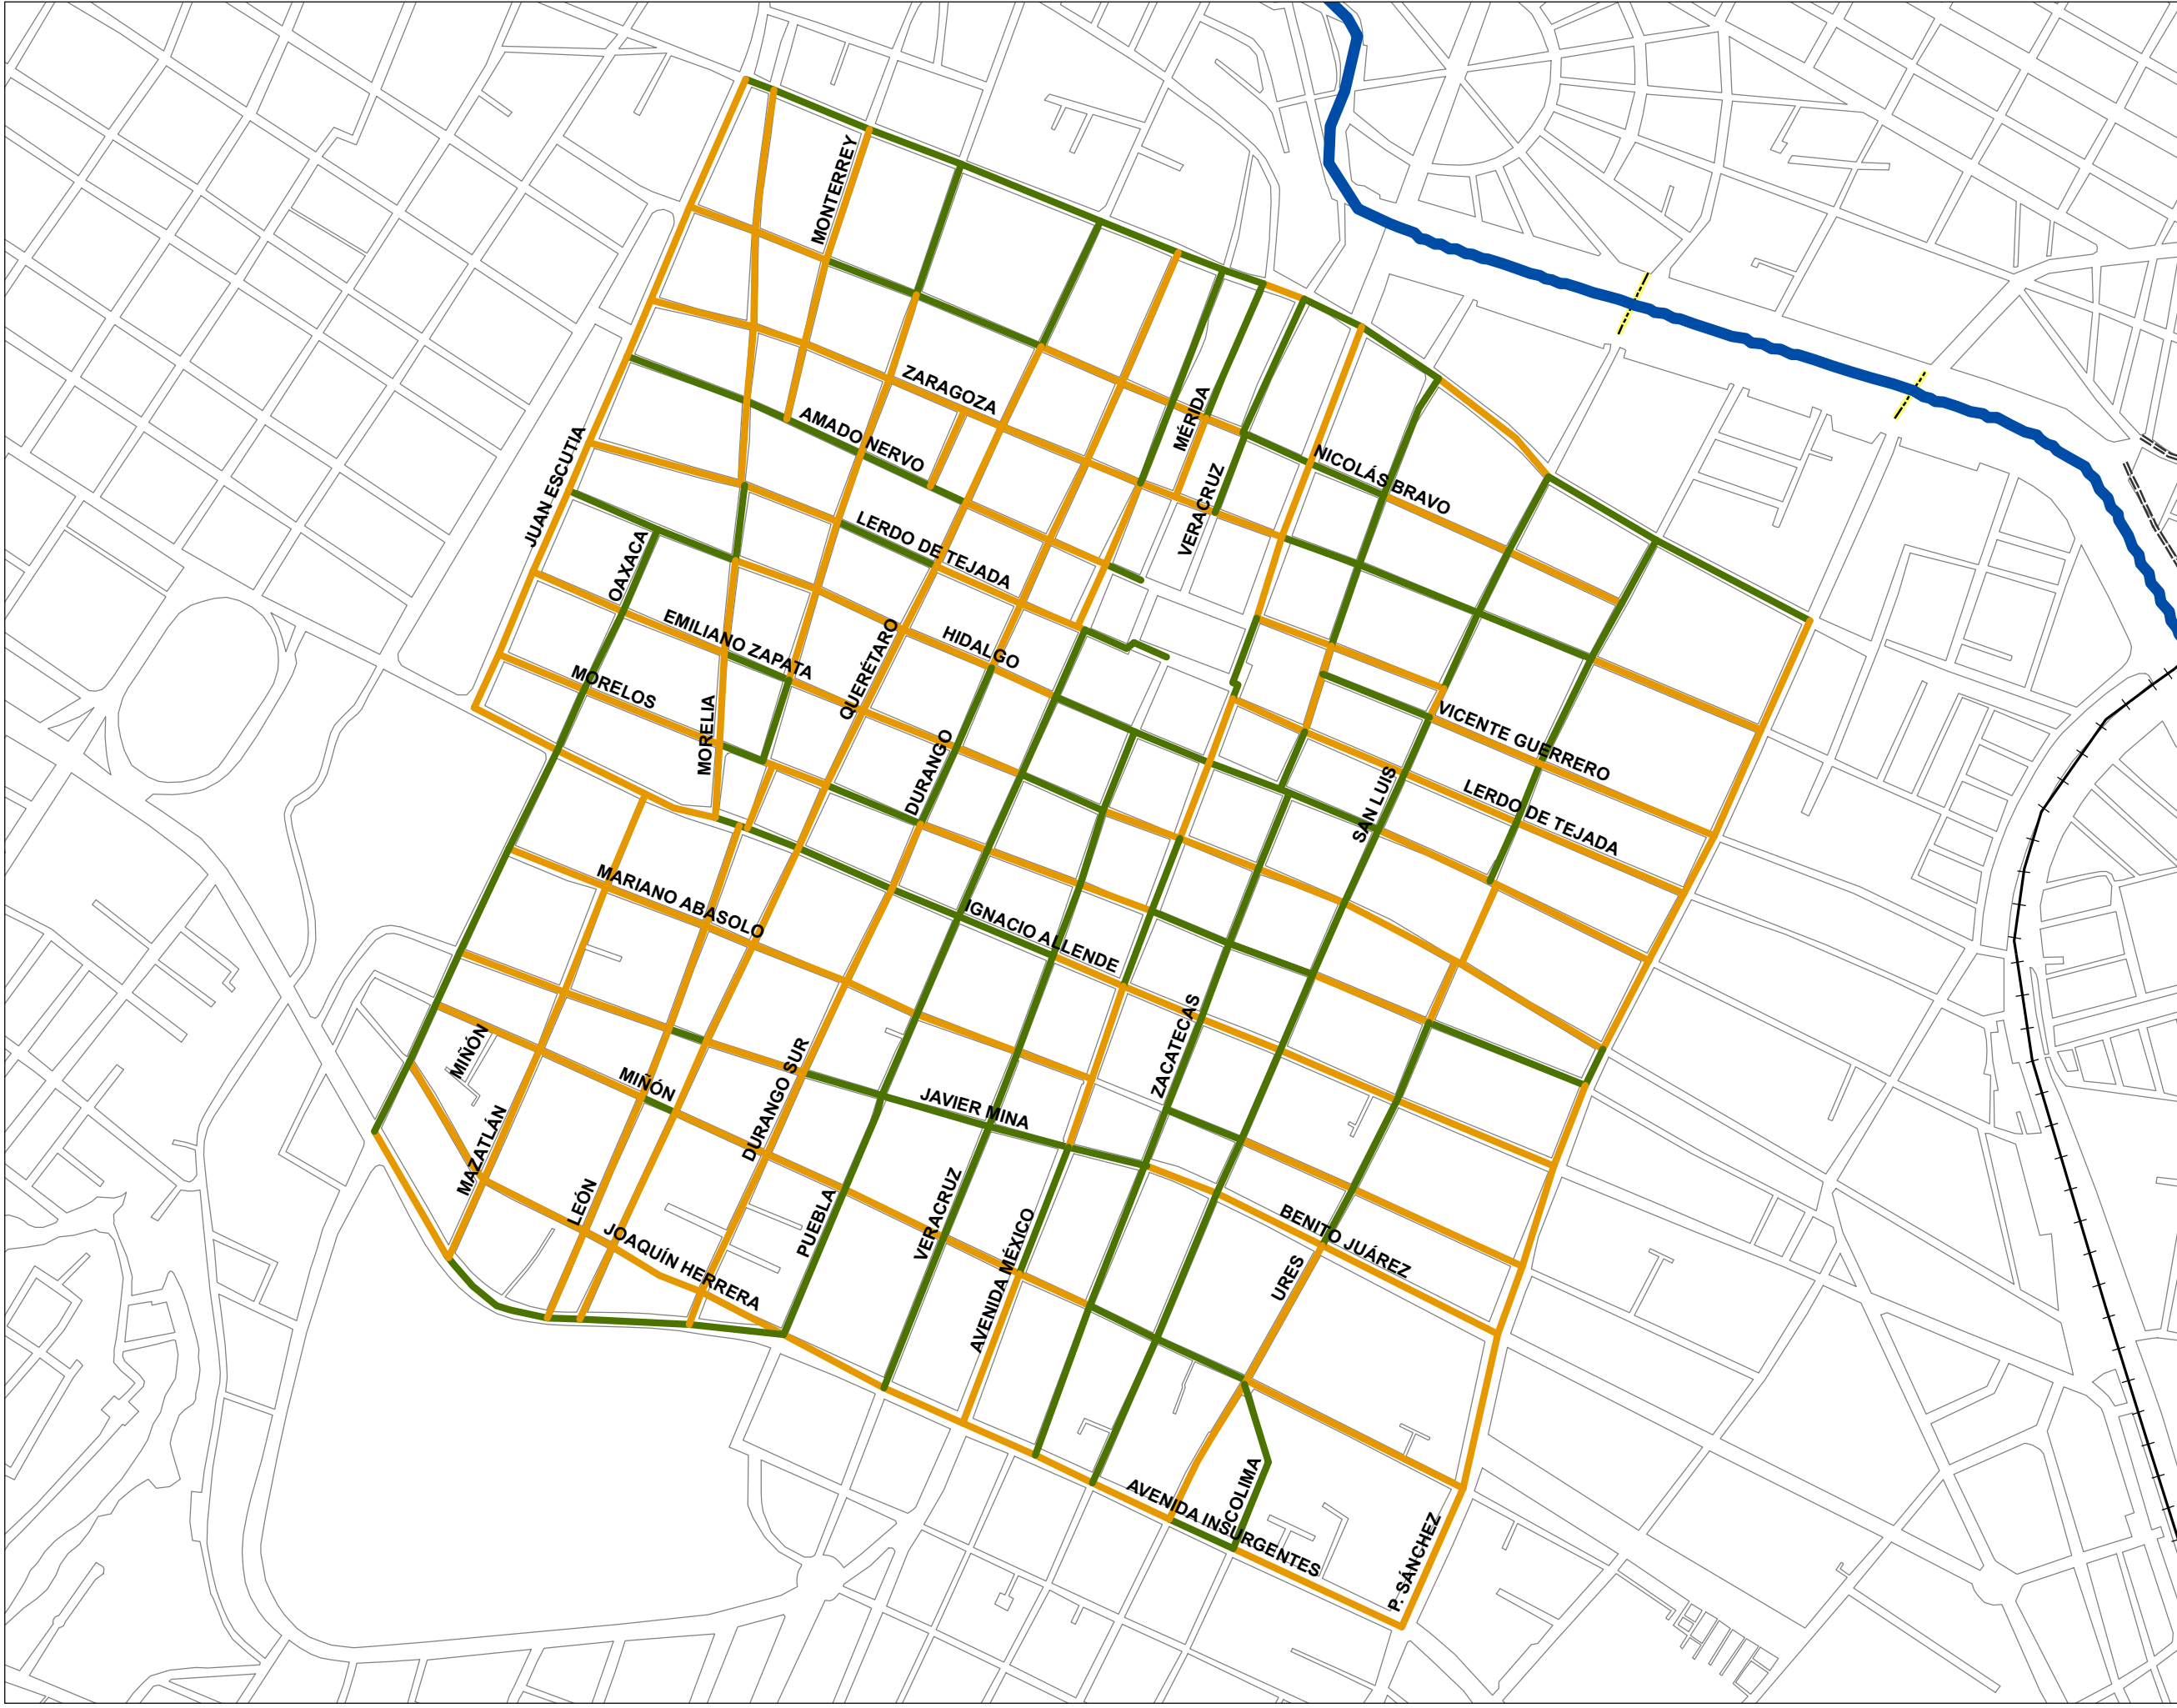 MONTERREY
ZARAGOZA
AMADO NERVO
MÉRIDA
JUAN ESCUTIA
VERACRUZ
NICOLÁS BRAVO
OAXACA
LERDO DE TEJADA
EMILIANO ZAPATA
HIDALGO
QUERÉTARO
MORELOS
MORELIA
DURANGO
VICENTE GUERRERO
SAN LUIS
LERDO DE TEJADA
MARIANO ABASOLO
IGNACIO ALLENDE
MIÑÓN
MIÑÓN
ZACATECAS
DURANGO SUR
JAVIER MINA
MAZATLÁN
LEÓN
JOAQUÍN HERRERA
PUEBLA
VERACRUZ
AVENIDA MÉXICO
BENITO JUÁREZ
URES
COLIMA
AVENIDA INSURGENTES
P. SÁNCHEZ